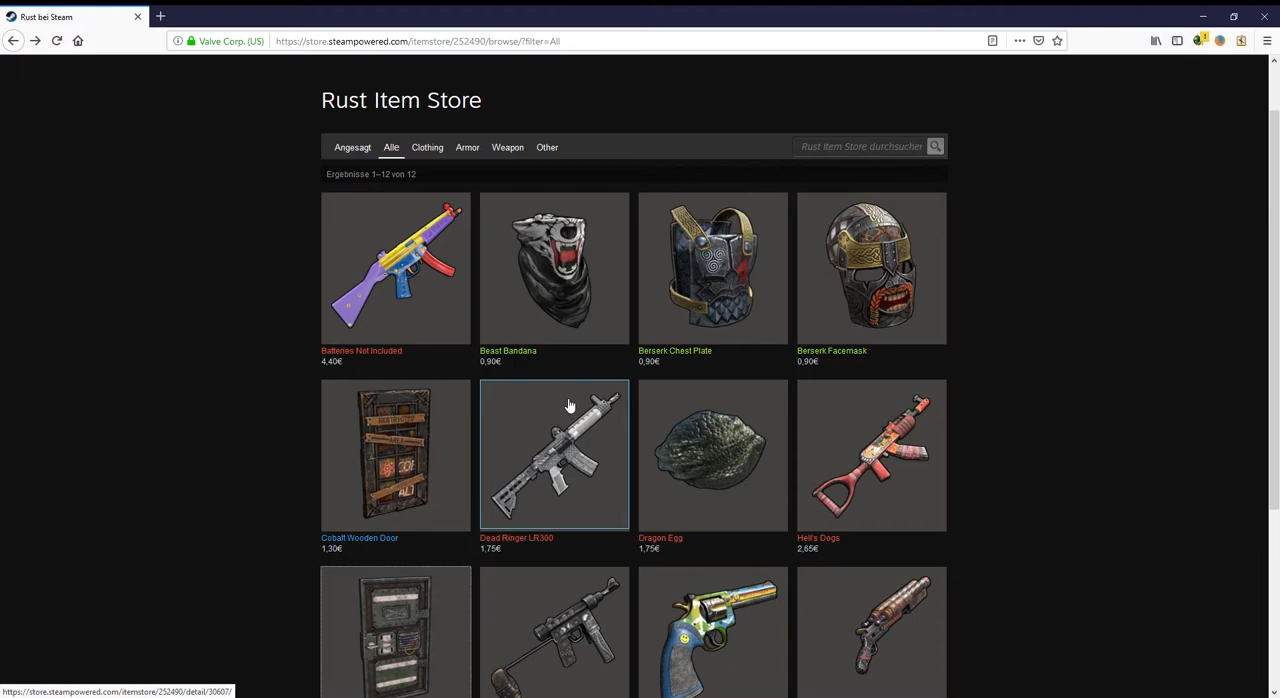 Rust bei Steam
Valve Corp. (US)
https://store.steampowered.com/itemstore/252490/browse/?filter=All
Rust Item Store
Angesagt Alle Clothing Armor Weapon Other
Rust Item Store durchsuchen
Ergebnisse 1–12 von 12
Batteries Not Included
4,40€
Beast Bandana
0,90€
Berserk Chest Plate
0,90€
Berserk Facemask
0,90€
RESTRICTED
AREA
Cobalt Wooden Door
1,30€
Dead Ringer LR300
1,75€
Dragon Egg
1,75€
Hell's Dogs
2,65€
https://store.steampowered.com/itemstore/252490/detail/30607/